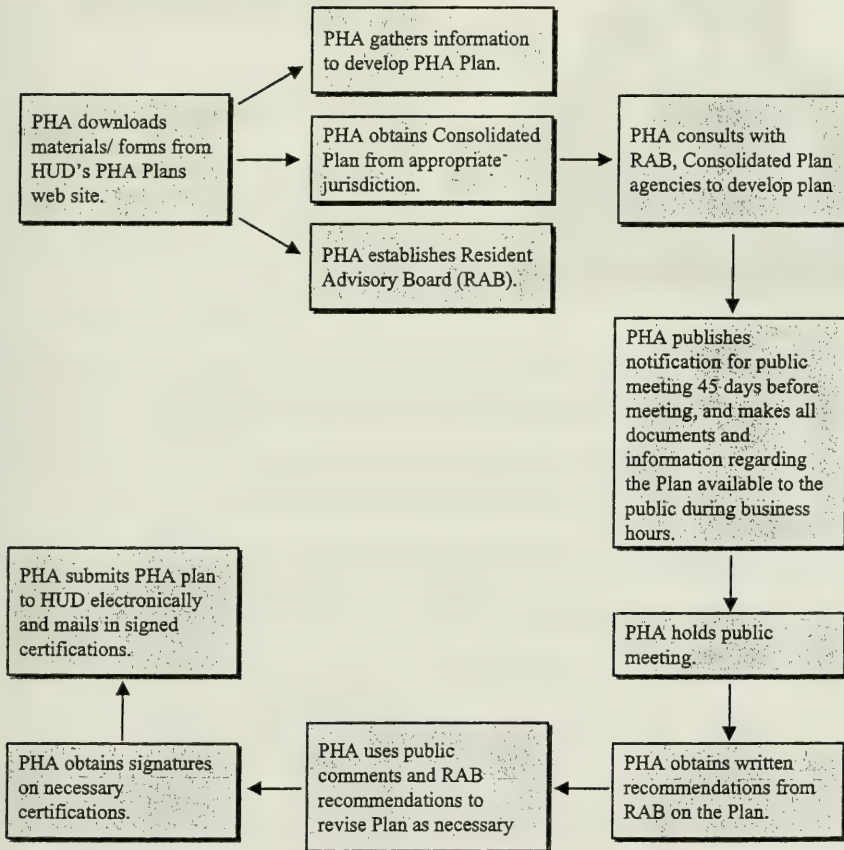 PHA downloads
materials/ forms from
HUD's PHA Plans
web site.
PHA gathers information
to develop PHA Plan.
PHA obtains Consolidated
Plan from appropriate
jurisdiction.
PHA establishes Resident
Advisory Board (RAB).
PHA consults with
RAB, Consolidated Plan
agencies to develop plan
PHA publishes
notification for public
meeting 45 days before
meeting, and makes all
documents and
information regarding
the Plan available to the
public during business
hours.
PHA holds public
meeting.
PHA obtains written
recommendations from
RAB on the Plan.
PHA uses public
comments and RAB
recommendations to
revise Plan as necessary
PHA obtains signatures
on necessary
certifications.
PHA submits PHA plan
to HUD electronically
and mails in signed
certifications.